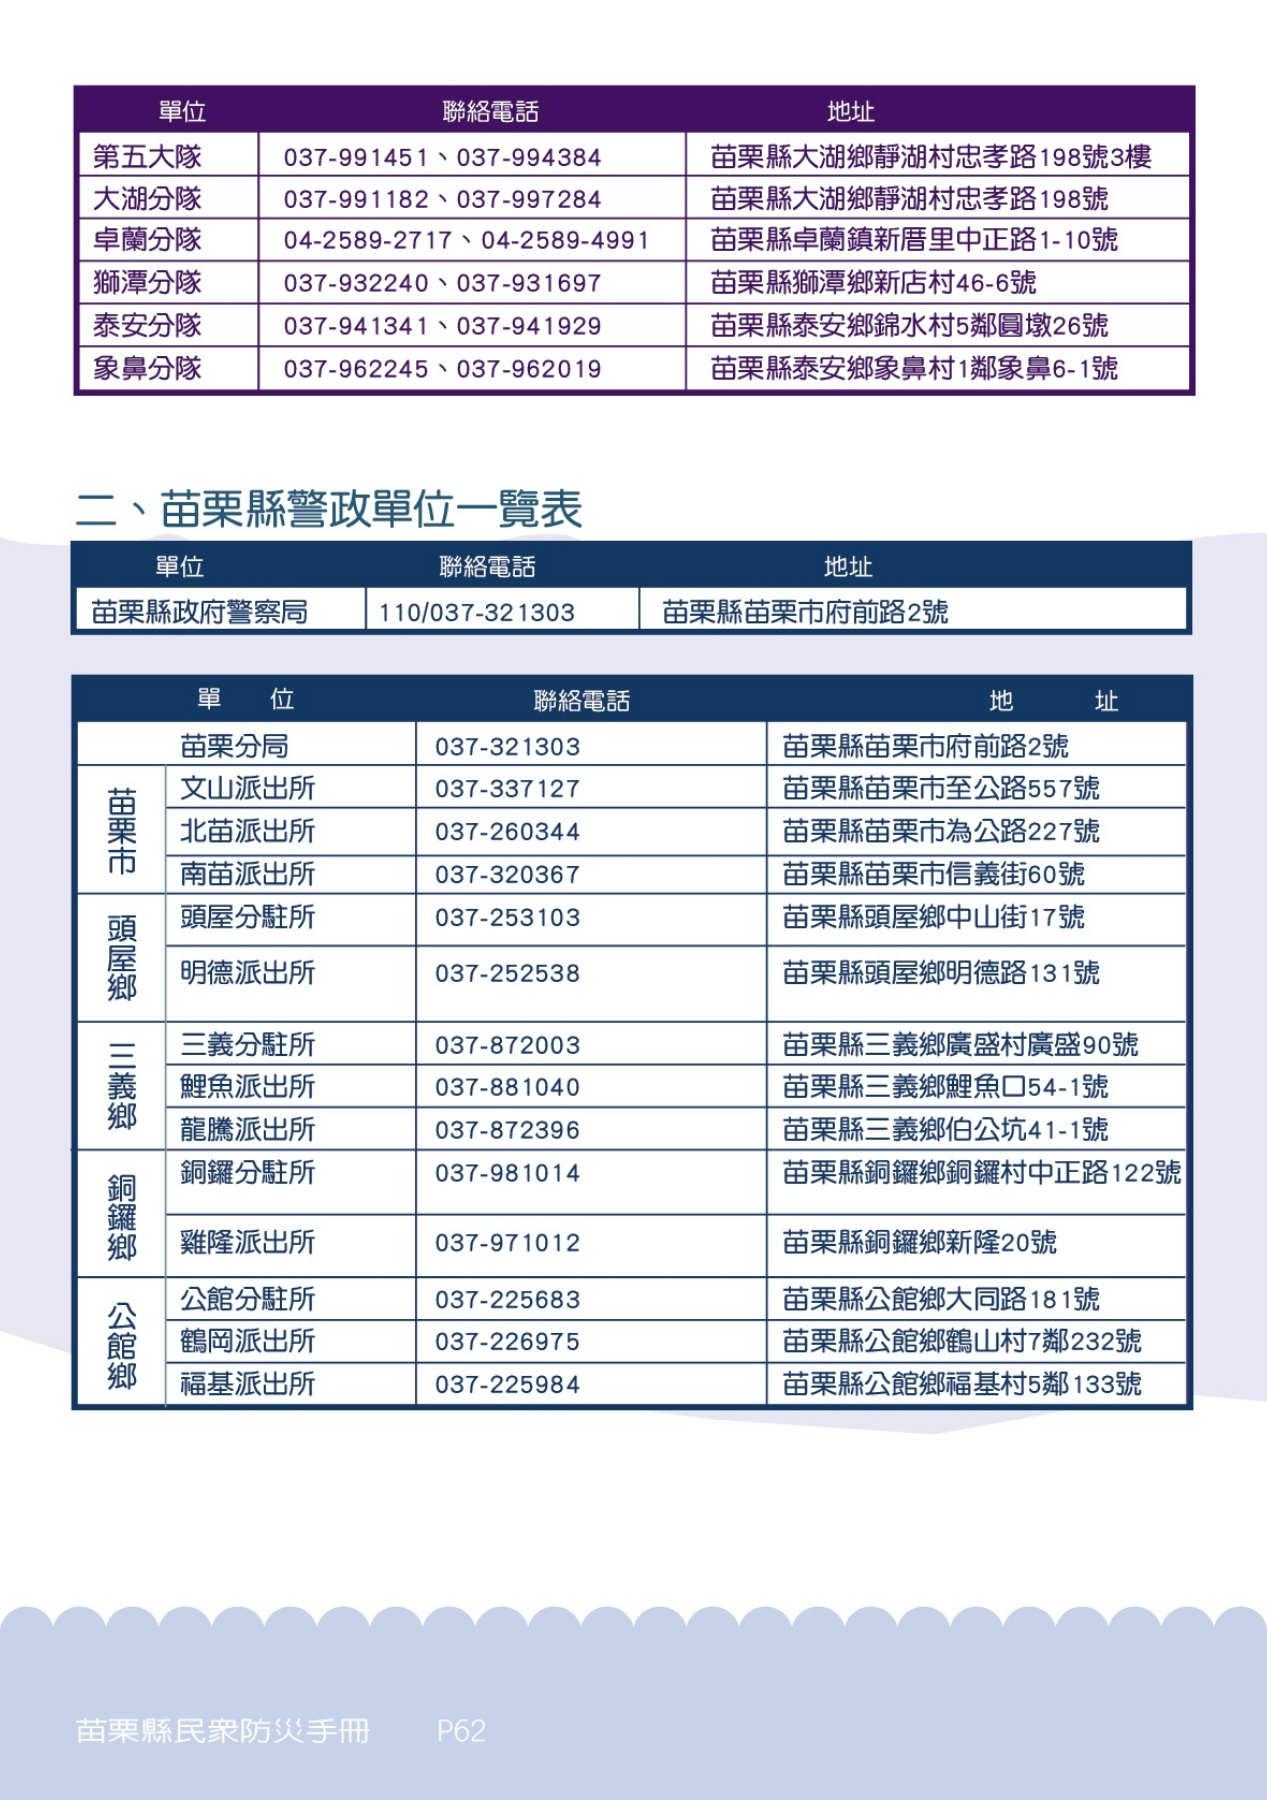 單位 聯絡電話 地址
第五大隊 037-991451、037-994384 苗栗縣大湖鄉靜湖村忠孝路198號3樓
大湖分隊 037-991182、037-997284 苗栗縣大湖鄉靜湖村忠孝路198號
卓蘭分隊 04-2589-2717、04-2589-4991 苗栗縣卓蘭鎮新厝里中正路1-10號
獅潭分隊 037-932240、037-931697 苗栗縣獅潭鄉新店村46-6號
泰安分隊 037-941341、037-941929 苗栗縣泰安鄉錦水村5鄰圓墩26號
象鼻分隊 037-962245、037-962019 苗栗縣泰安鄉象鼻村1鄰象鼻6-1號
二、苗栗縣警政單位一覽表
單位 聯絡電話 地址
苗栗縣政府警察局 110/037-321303 苗栗縣苗栗市府前路2號
單 位 聯絡電話 地 址
苗栗分局 037-321303 苗栗縣苗栗市府前路2號
苗栗市
文山派出所 037-337127 苗栗縣苗栗市至公路557號
北苗派出所 037-260344 苗栗縣苗栗市為公路227號
南苗派出所 037-320367 苗栗縣苗栗市信義街60號
頭屋鄉
頭屋分駐所 037-253103 苗栗縣頭屋鄉中山街17號
明德派出所 037-252538 苗栗縣頭屋鄉明德路131號
三義鄉
三義分駐所 037-872003 苗栗縣三義鄉廣盛村廣盛90號
鯉魚派出所 037-881040 苗栗縣三義鄉鯉魚口54-1號
龍騰派出所 037-872396 苗栗縣三義鄉伯公坑41-1號
銅鑼鄉
銅鑼分駐所 037-981014 苗栗縣銅鑼鄉銅鑼村中正路122號
雞隆派出所 037-971012 苗栗縣銅鑼鄉新隆20號
公館鄉
公館分駐所 037-225683 苗栗縣公館鄉大同路181號
鶴岡派出所 037-226975 苗栗縣公館鄉鶴山村7鄰232號
福基派出所 037-225984 苗栗縣公館鄉福基村5鄰133號
苗栗縣民眾防災手冊 P62